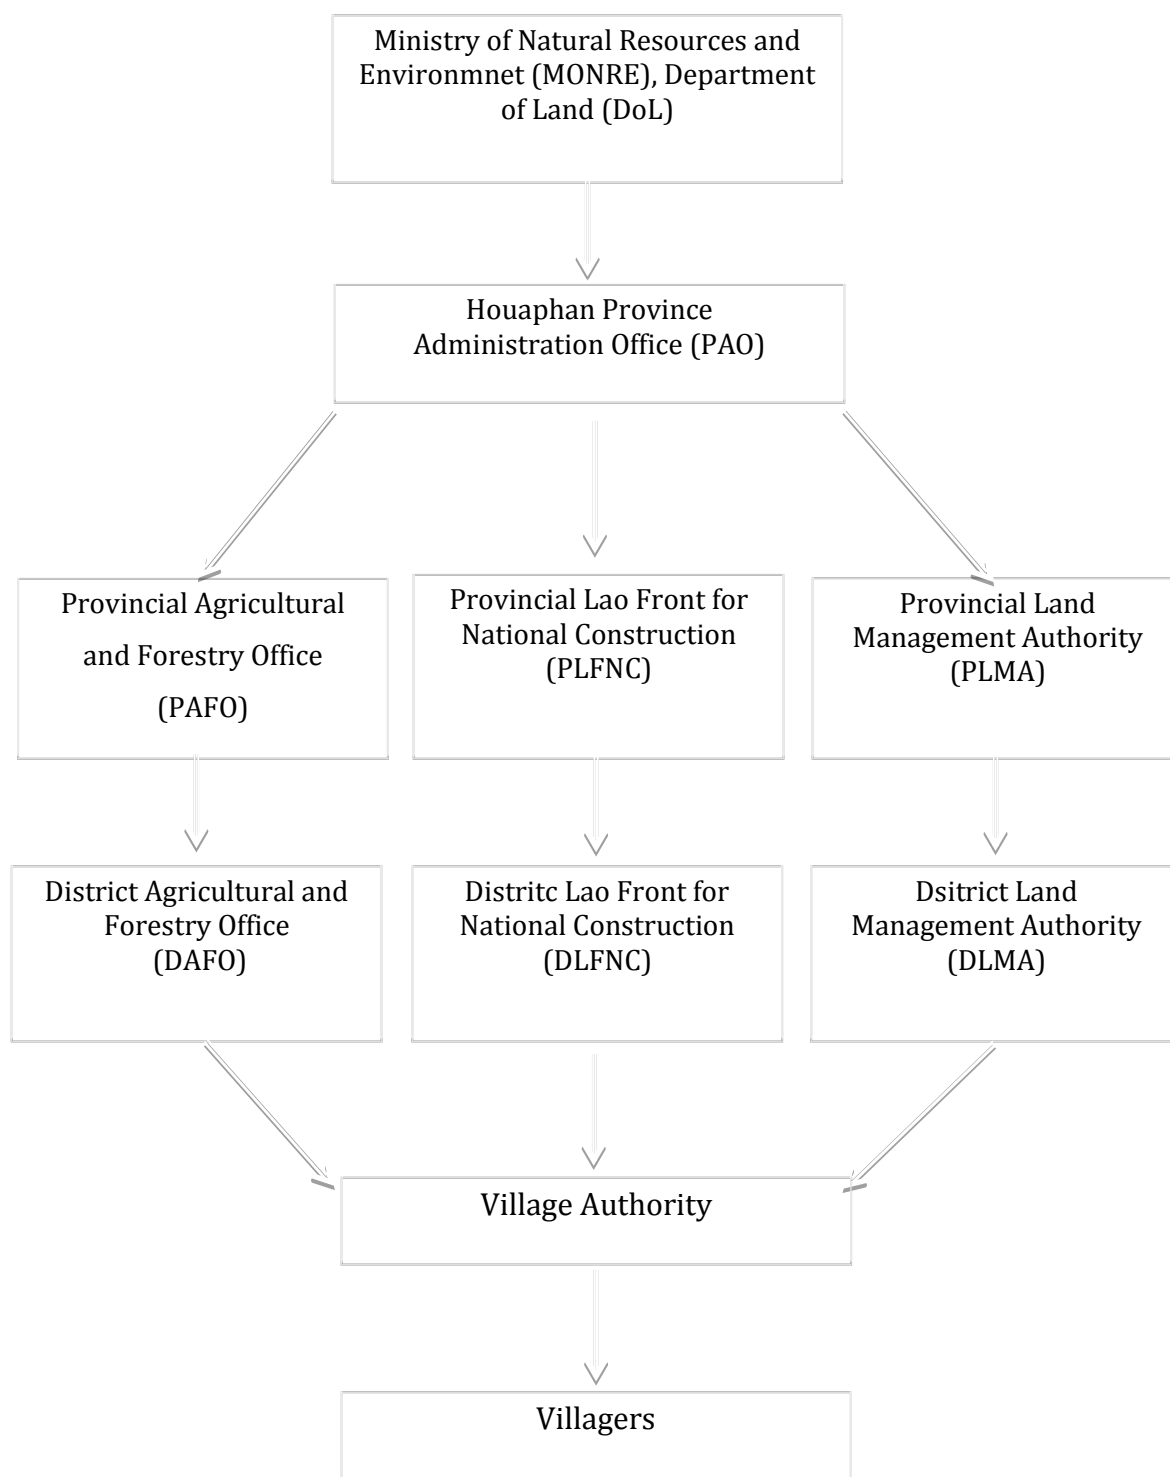 Ministry of Natural Resources and
Environmnet (MONRE), Department
of Land (DoL)
Houaphan Province
Administration Office (PAO)
Provincial Agricultural
and Forestry Office
(PAFO)
Provincial Lao Front for
National Construction
(PLFNC)
Provincial Land
Management Authority
(PLMA)
District Agricultural and
Forestry Office
(DAFO)
Distritc Lao Front for
National Construction
(DLFNC)
Dsitrict Land
Management Authority
(DLMA)
Village Authority
Villagers